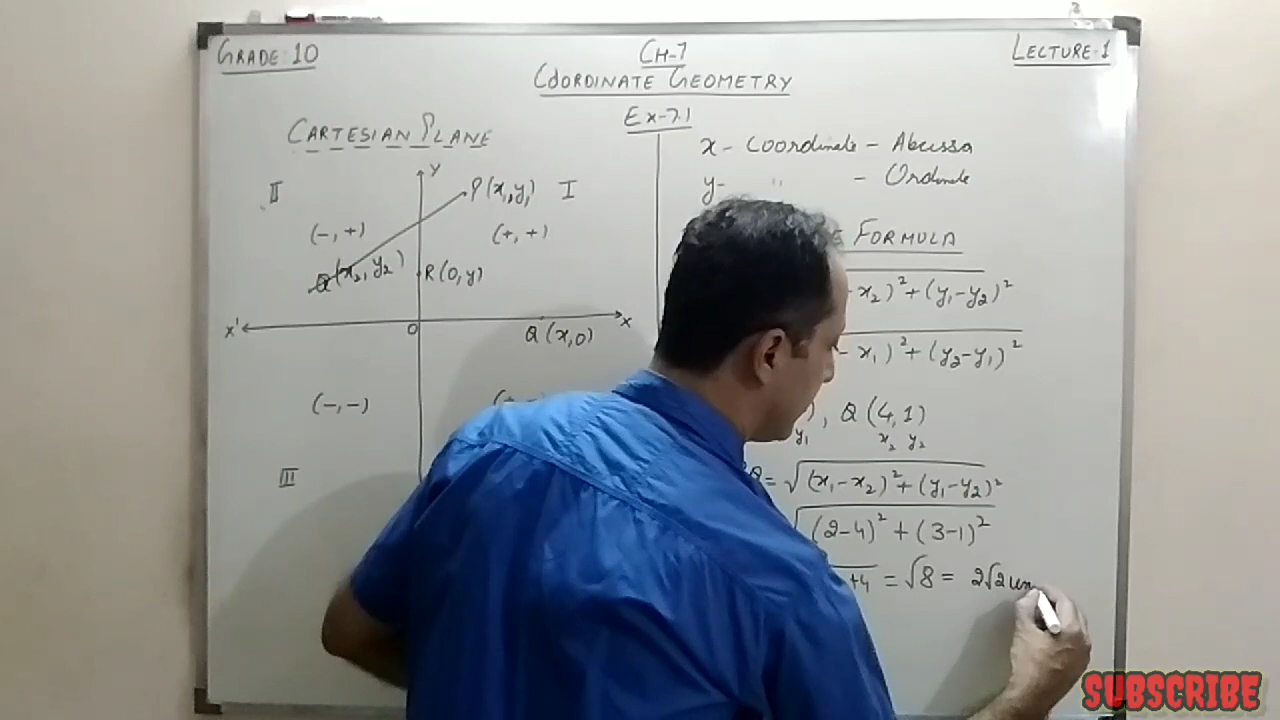 GRADE-10
CH-7
LECTURE-1
COORDINATE GEOMETRY
Ex-7.1
CARTESIAN PLANE
II
Y
P(x₁,y₁)
I
(-,+)
(+,+)
Q(x₂,y₂)
R(0,y)
X'
O
X
Q(x,0)
(-,-)
III
x- Coordinate - Abcissa
y- " - Ordinate
FORMULA
x₂)²+(y₁-y₂)²
- x₁)²+(y₂-y₁)²
), Q(4,1)
y₁ x₂ y₂
Q=√(x₁-x₂)²+(y₁-y₂)²
√(2-4)²+(3-1)²
+4 = √8 = 2√2 un
SUBSCRIBE